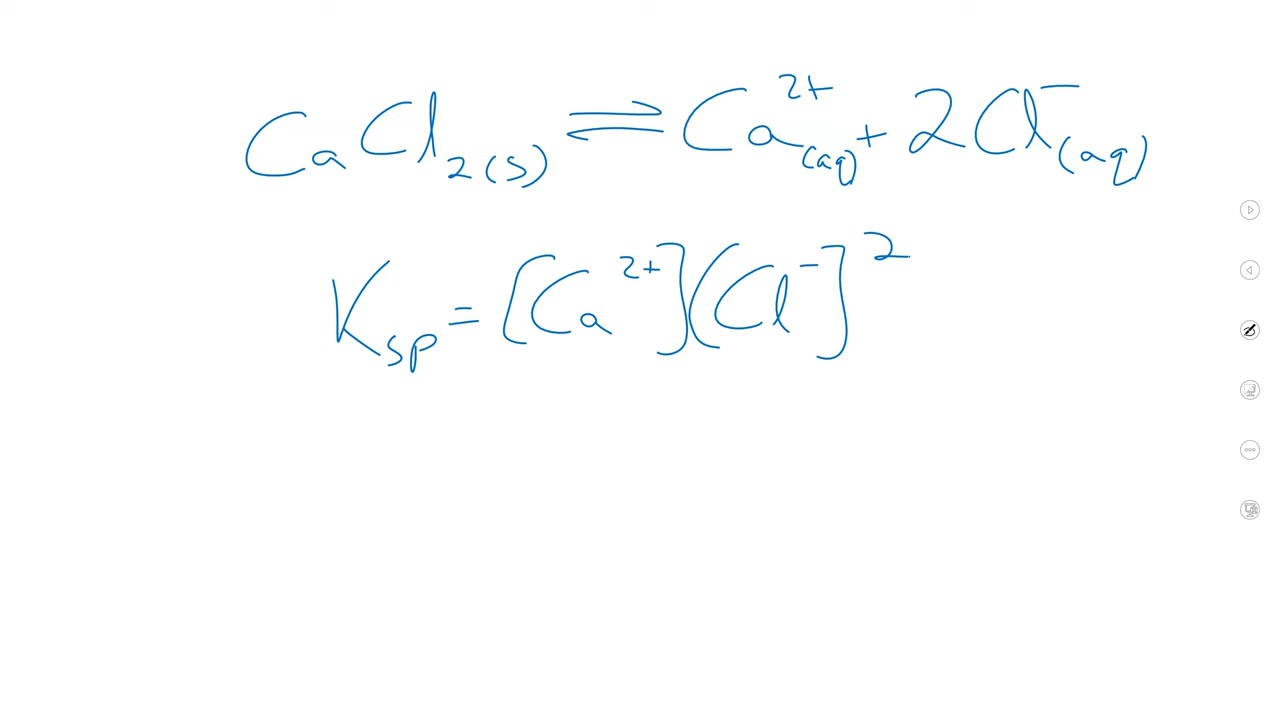 CaCl₂(s) ⇌ Ca²⁺(aq) + 2Cl⁻(aq)
Ksp = [Ca²⁺][Cl⁻]²